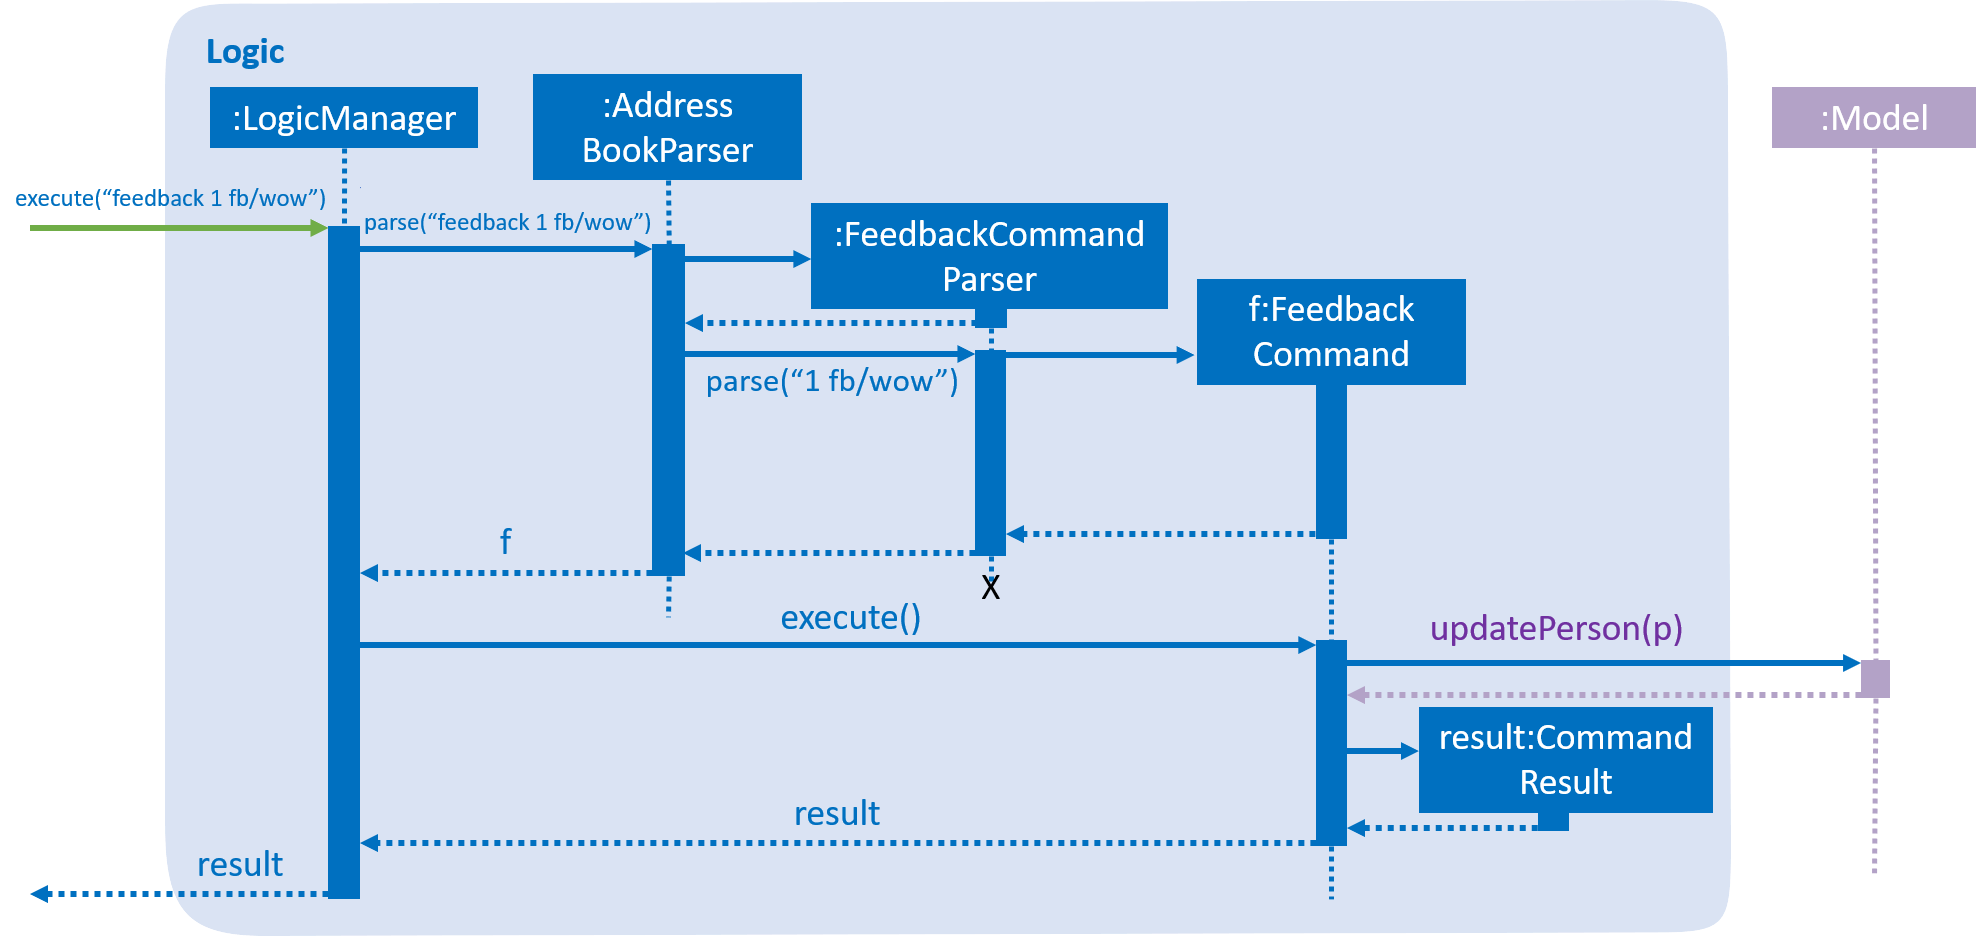 Logic
:LogicManager
:Address
BookParser
:Model
execute(“feedback 1 fb/wow”)
parse(“feedback 1 fb/wow”)
:FeedbackCommand
Parser
f:Feedback
Command
parse(“1 fb/wow”)
f
X
execute()
updatePerson(p)
result:Command
Result
result
result